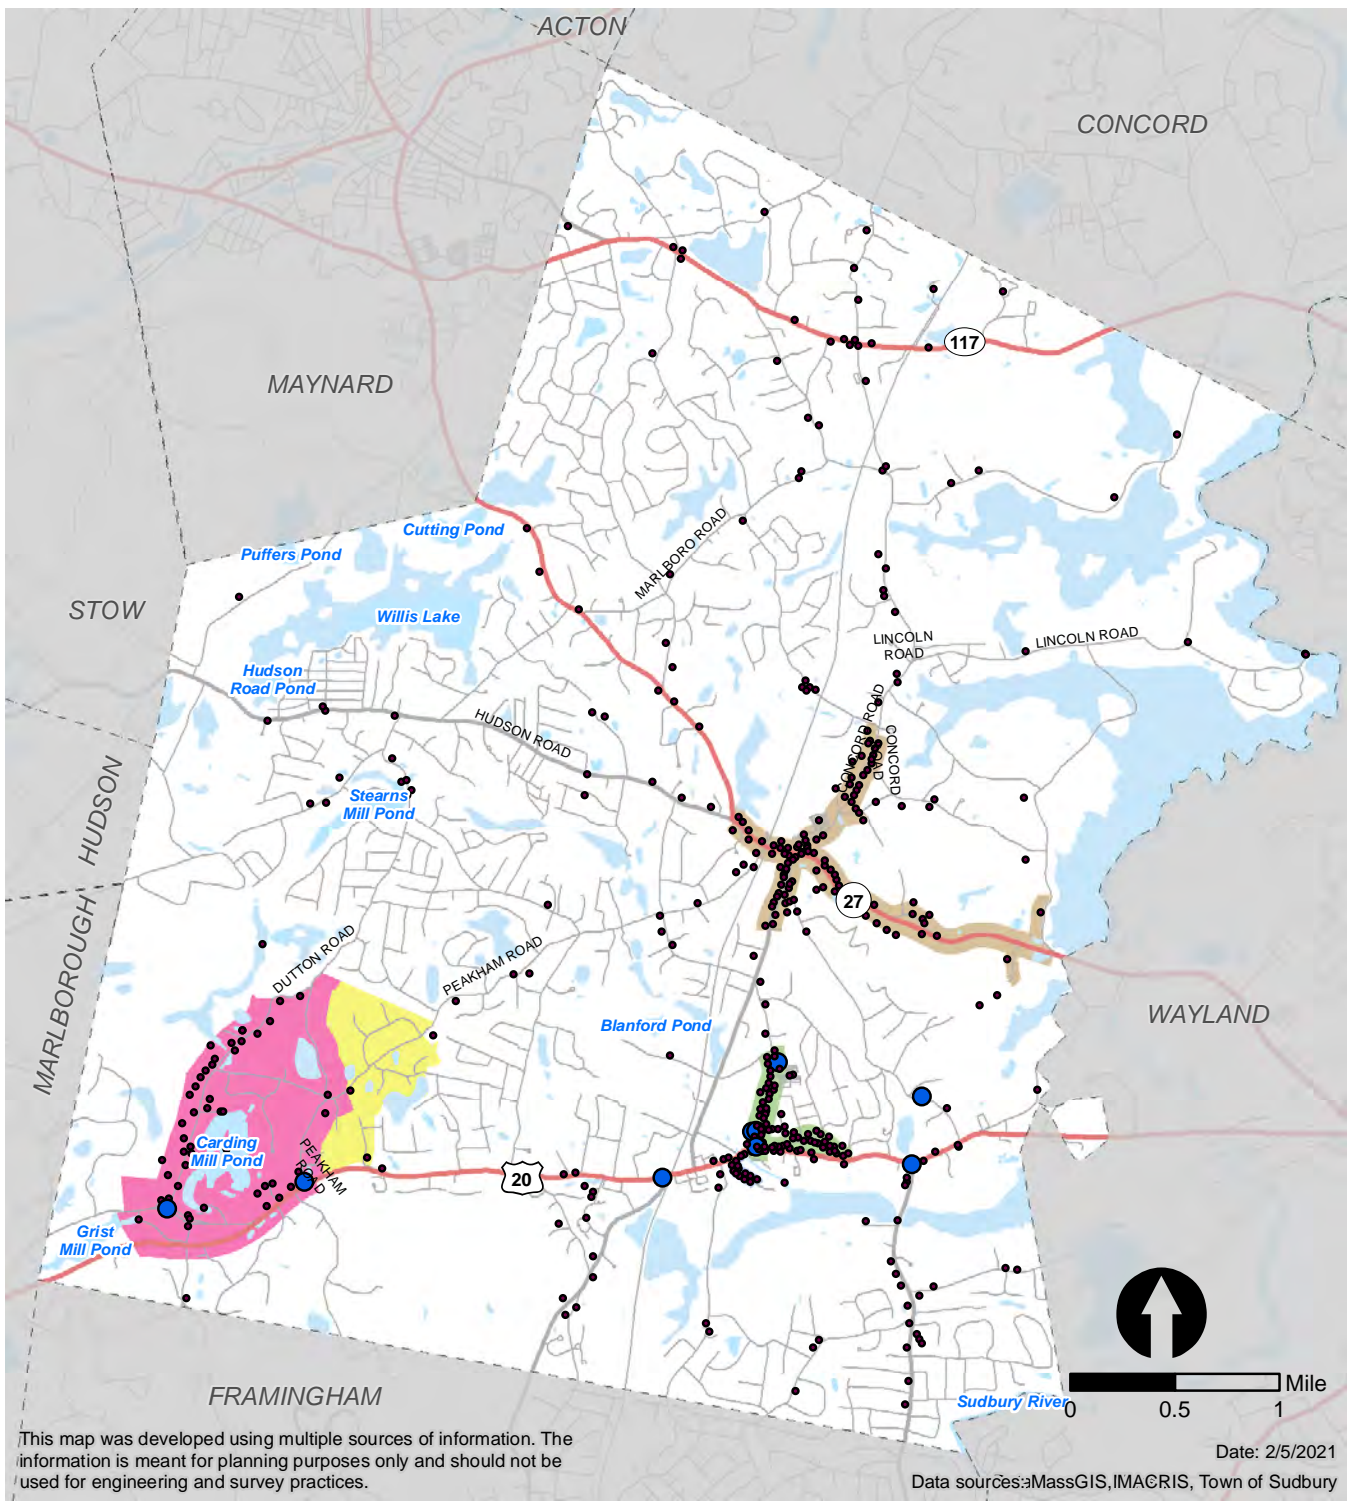 ACTON
CONCORD
117
MAYNARD
Cutting Pond
Puffers Pond
MARLBORO ROAD
STOW
Willis Lake
LINCOLN
ROAD
LINCOLN ROAD
Hudson
Road Pond
HUDSON ROAD
CONCORD ROAD
CONCORD
ROAD
HUDSON
Stearns
Mill Pond
27
MARLBOROUGH
DUTTON ROAD
PEAKHAM ROAD
WAYLAND
Blanford Pond
Carding
Mill Pond
PEAKHAM
ROAD
20
Grist
Mill Pond
FRAMINGHAM
Sudbury River
Mile
0
0.5
1
This map was developed using multiple sources of information. The
information is meant for planning purposes only and should not be
used for engineering and survey practices.
Date: 2/5/2021
Data sources: MassGIS, MACRIS, Town of Sudbury